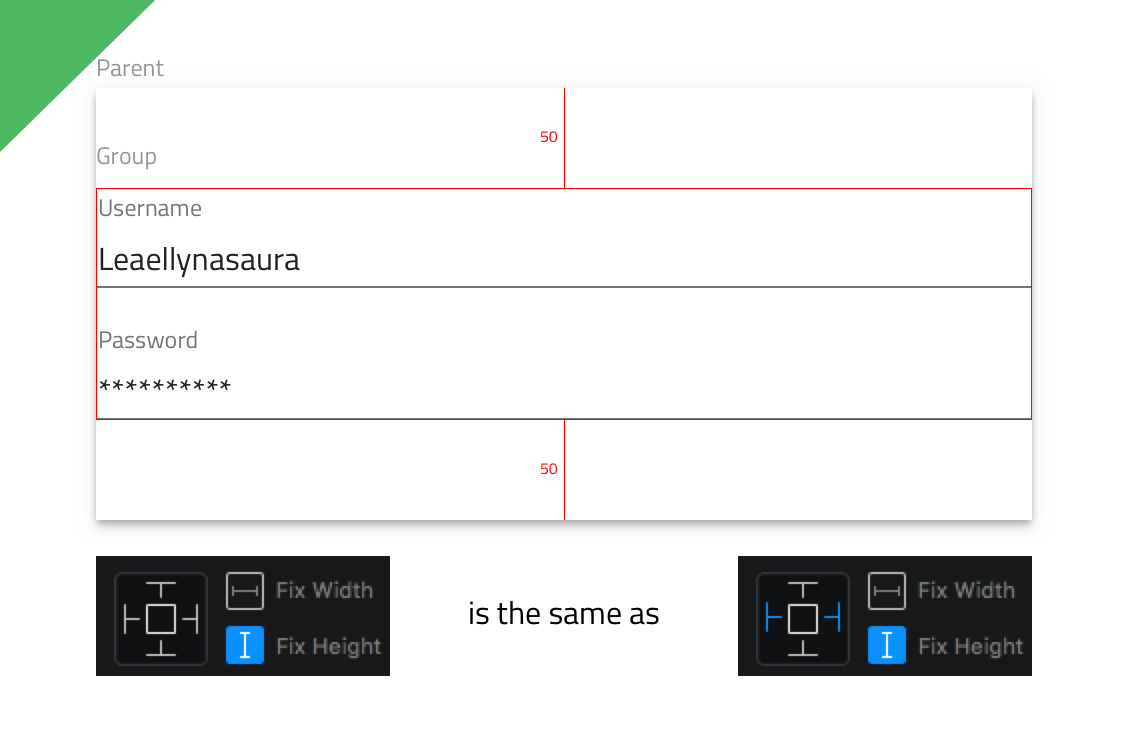 Parent
50
Group
Username
Leaellynasaura
Password
**********
50
Fix Width
Fix Height
is the same as
Fix Width
Fix Height